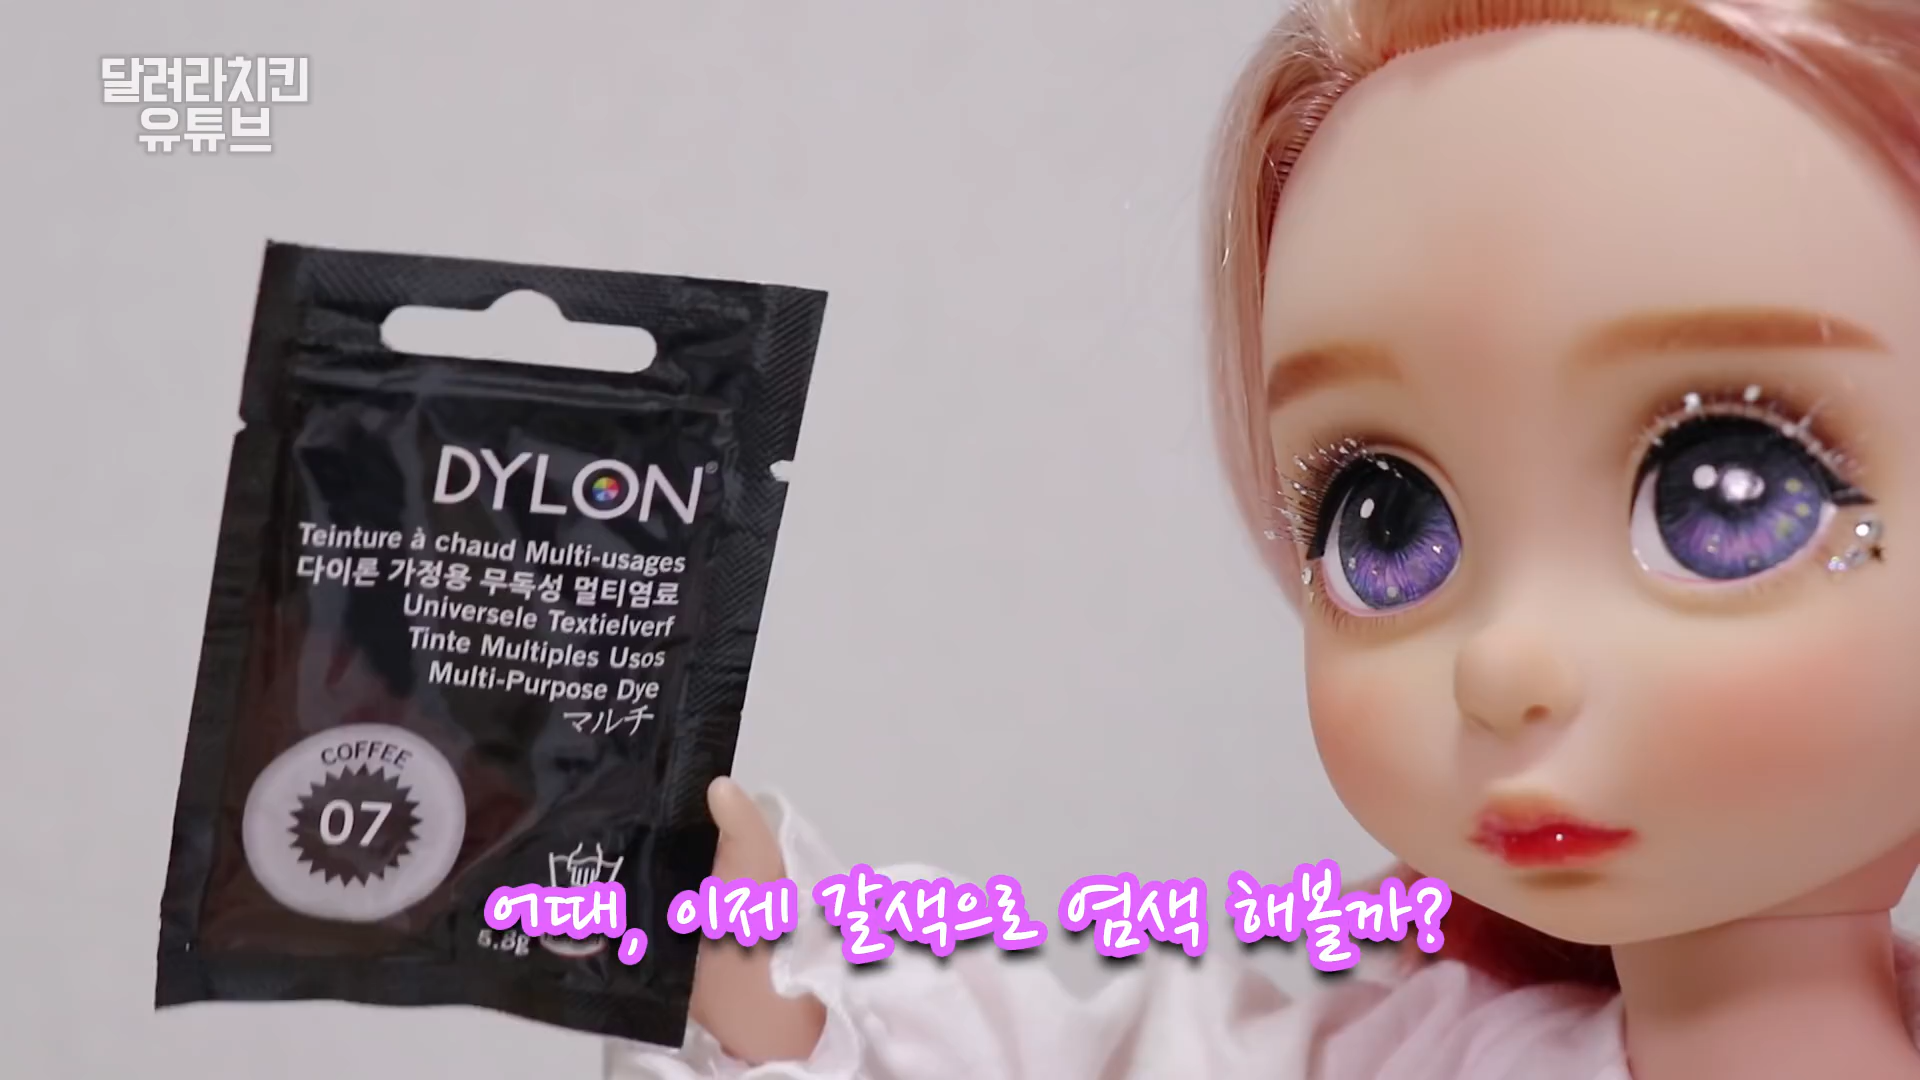 달려라치킨
유튜브
DYLON®
Teinture à chaud Multi-usages
다이론 가정용 무독성 멀티염료
Universele Textielverf
Tinte Multiples Usos
Multi-Purpose Dye
マルチ
COFFEE
07
5.8g
어때, 이제 갈색으로 염색 해볼까?